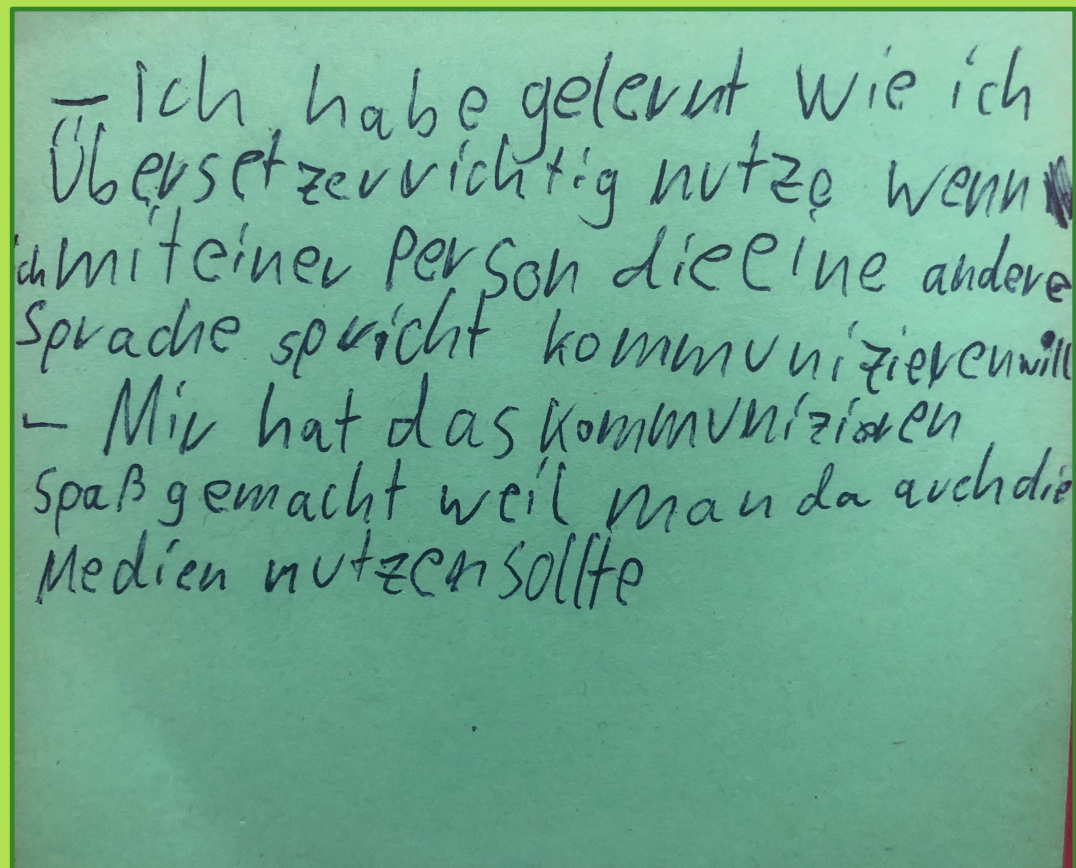 – ich habe gelernt wie ich
Übersetzer richtig nutze wenn
ich mit einer Person die eine andere
Sprache spricht kommunizieren will
– Mir hat das kommunizieren
spaß gemacht weil man da auch die
Medien nutzen sollte